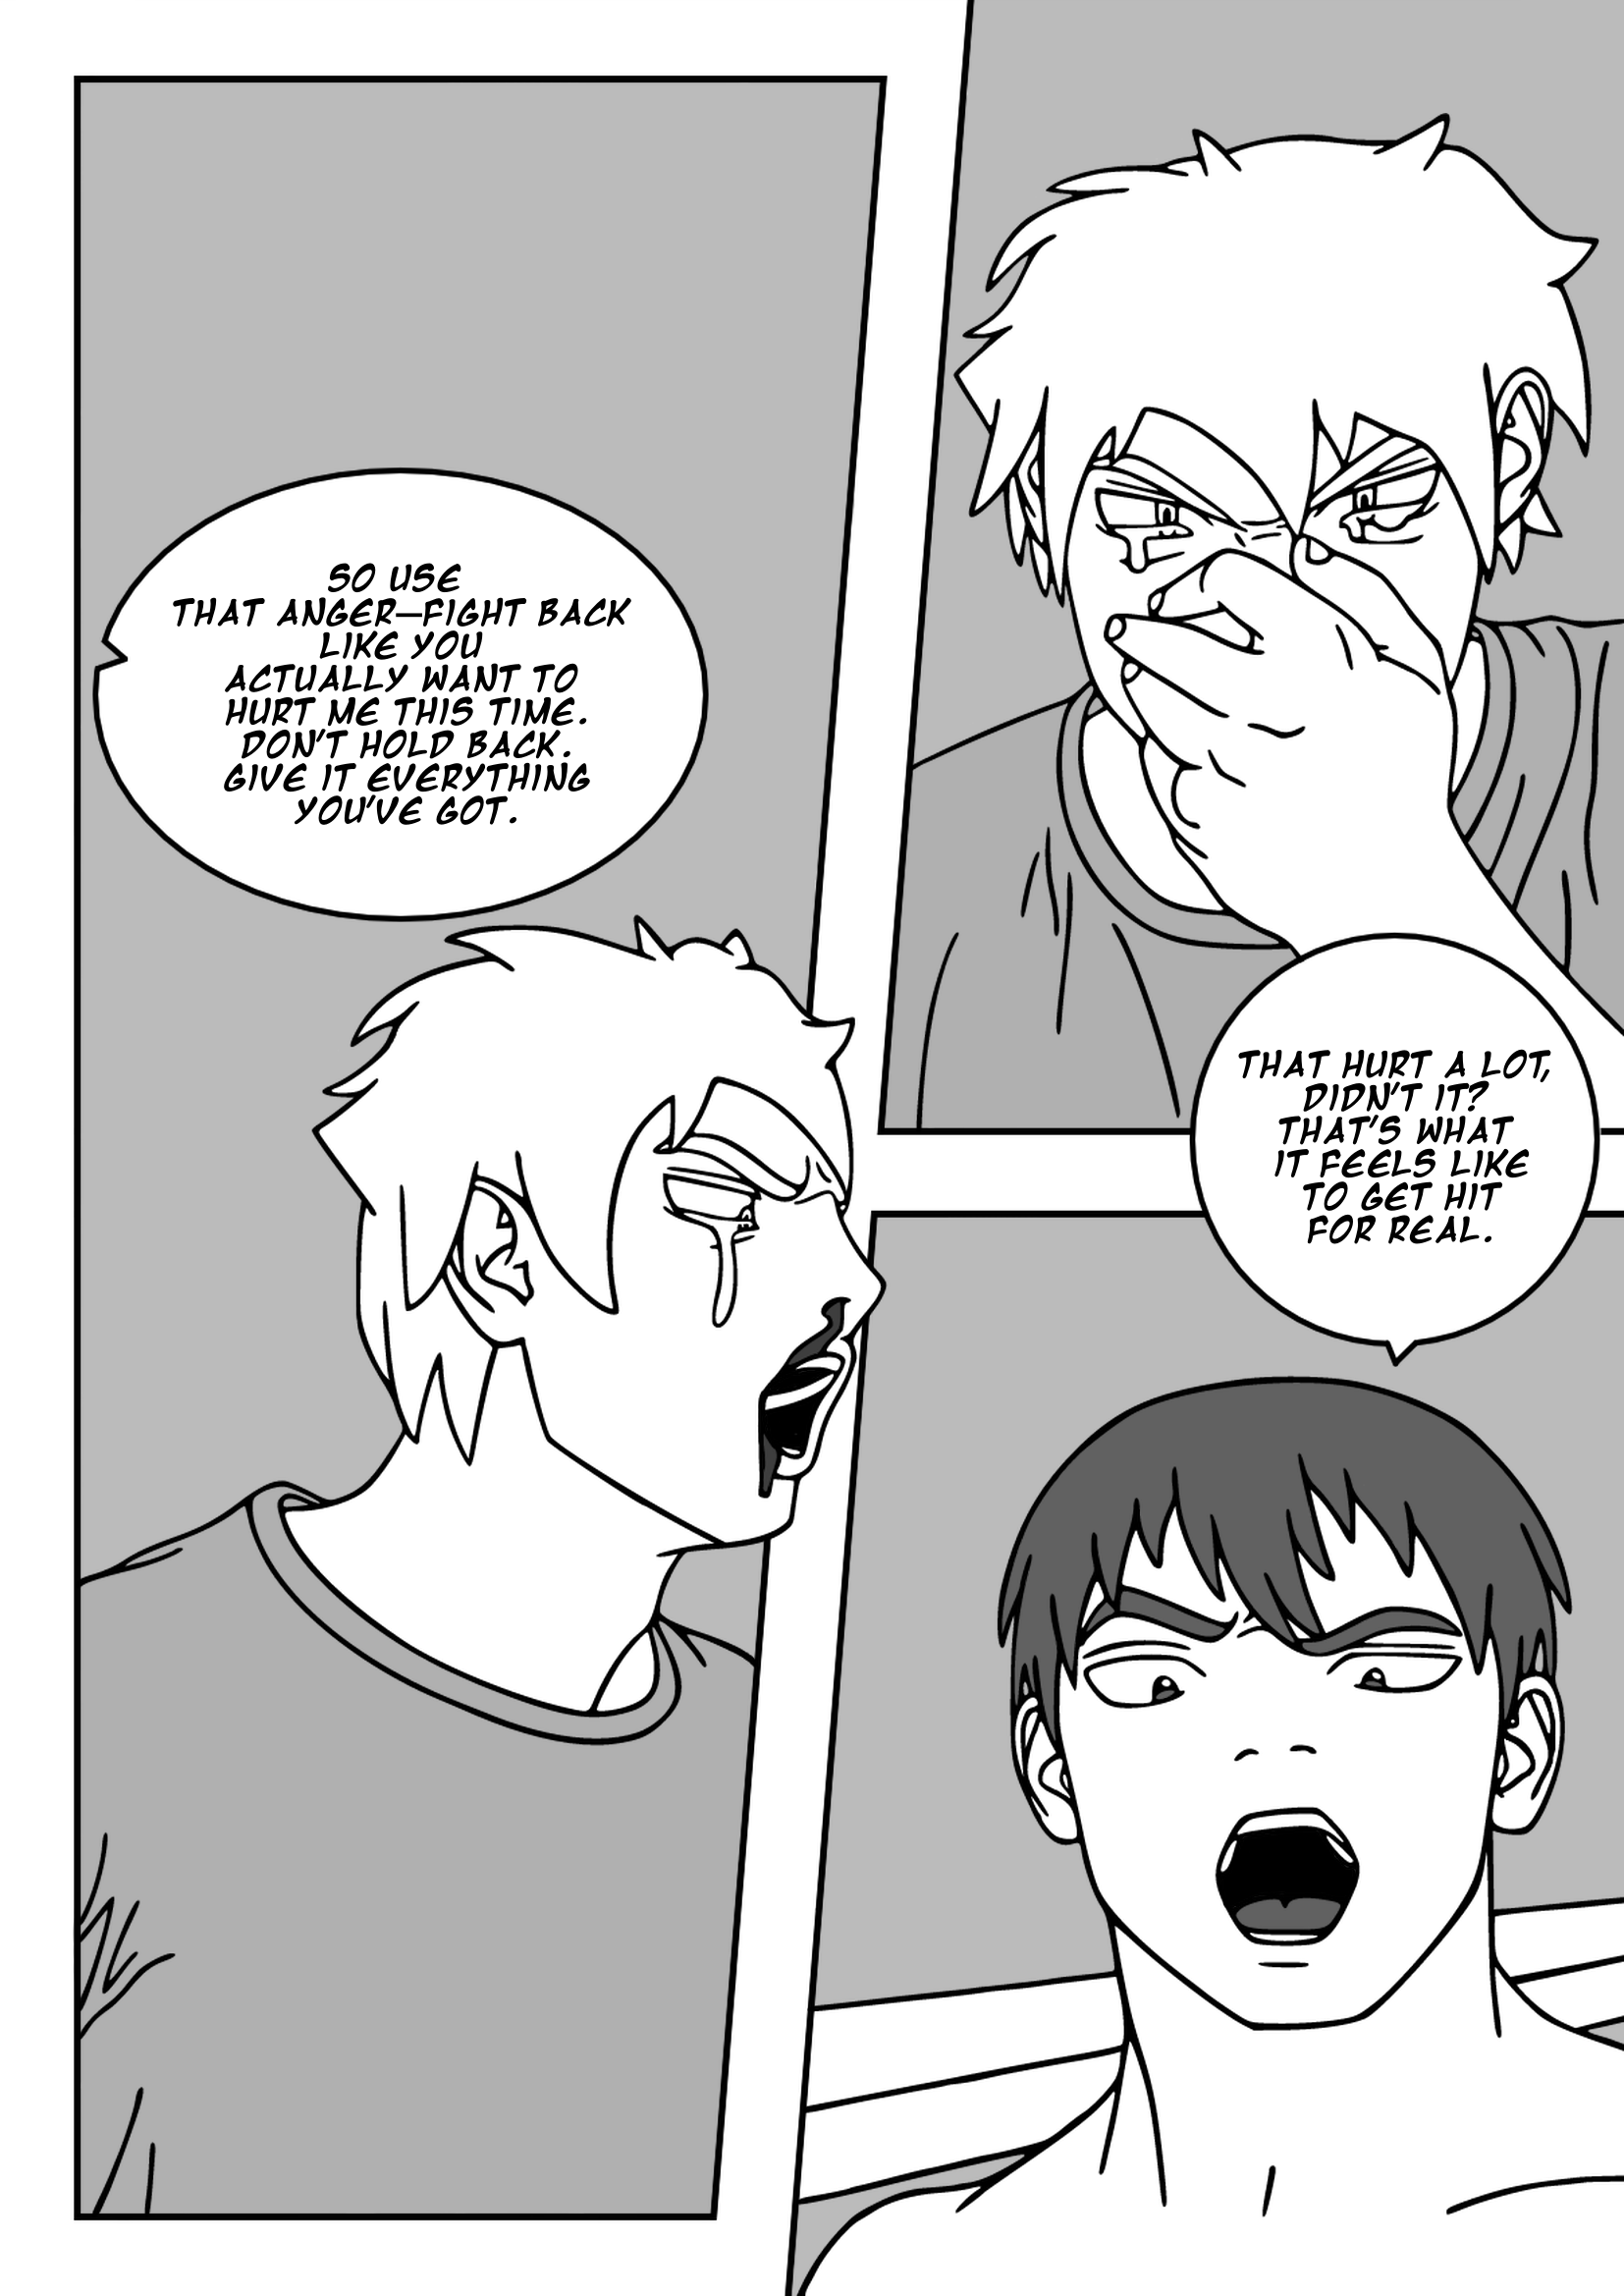 THAT HURT A LOT,
DIDN'T IT?
THAT'S WHAT
IT FEELS LIKE
TO GET HIT
FOR REAL.
SO USE
THAT ANGER—FIGHT BACK
LIKE YOU
ACTUALLY WANT TO
HURT ME THIS TIME.
DON'T HOLD BACK.
GIVE IT EVERYTHING
YOU'VE GOT.